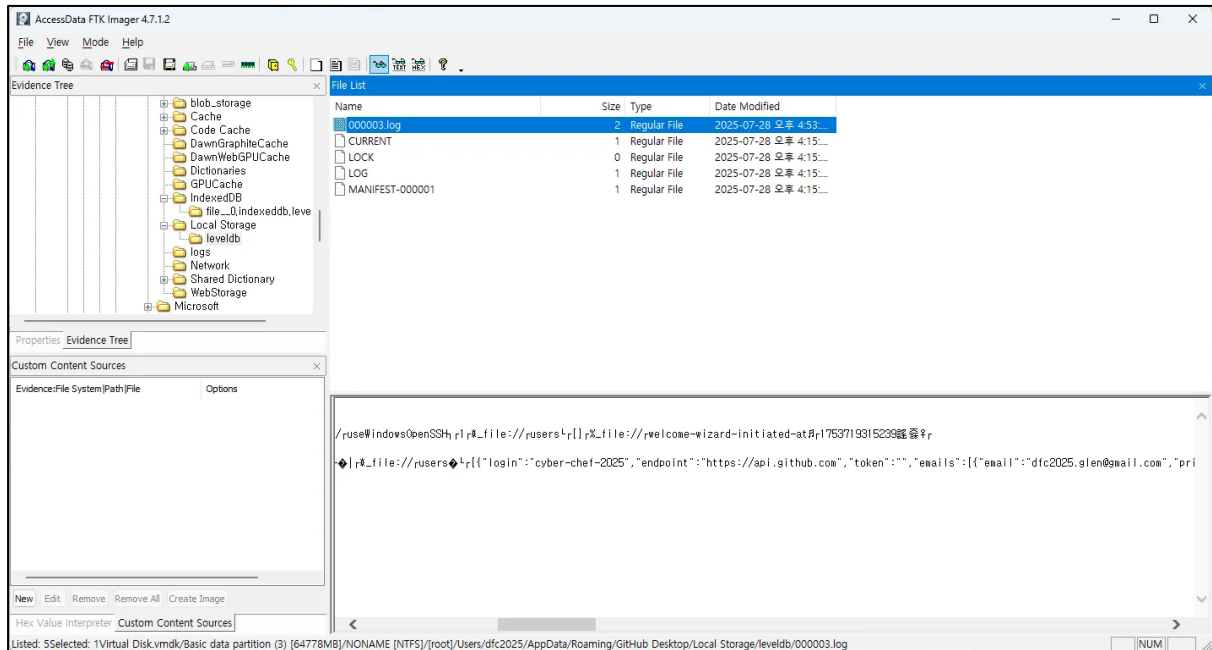 AccessData FTK Imager 4.7.1.2
File View Mode Help
Evidence Tree
blob_storage
Cache
Code Cache
DawnGraphiteCache
DawnWebGPUCache
Dictionaries
GPUCache
IndexedDB
file__0.indexeddb.leve
Local Storage
leveldb
logs
Network
Shared Dictionary
WebStorage
Microsoft
Properties Evidence Tree
Custom Content Sources
Evidence:File System|Path|File Options
New Edit Remove Remove All Create Image
Hex Value Interpreter Custom Content Sources
File List
Name Size Type Date Modified
000003.log 2 Regular File 2025-07-28 오후 4:53:...
CURRENT 1 Regular File 2025-07-28 오후 4:15:...
LOCK 0 Regular File 2025-07-28 오후 4:15:...
LOG 1 Regular File 2025-07-28 오후 4:15:...
MANIFEST-000001 1 Regular File 2025-07-28 오후 4:15:...
useWindowsOpenSSH _file:// users [] _file:// welcome-wizard-initiated-at 1753719315239
_file:// users [{"login":"cyber-chef-2025","endpoint":"https://api.github.com","token":"","emails":[{"email":"dfc2025.glen@gmail.com","pri
Listed: 5Selected: 1Virtual Disk.vmdk/Basic data partition (3) [64778MB]/NONAME [NTFS]/[root]/Users/dfc2025/AppData/Roaming/GitHub Desktop/Local Storage/leveldb/000003.log NUM